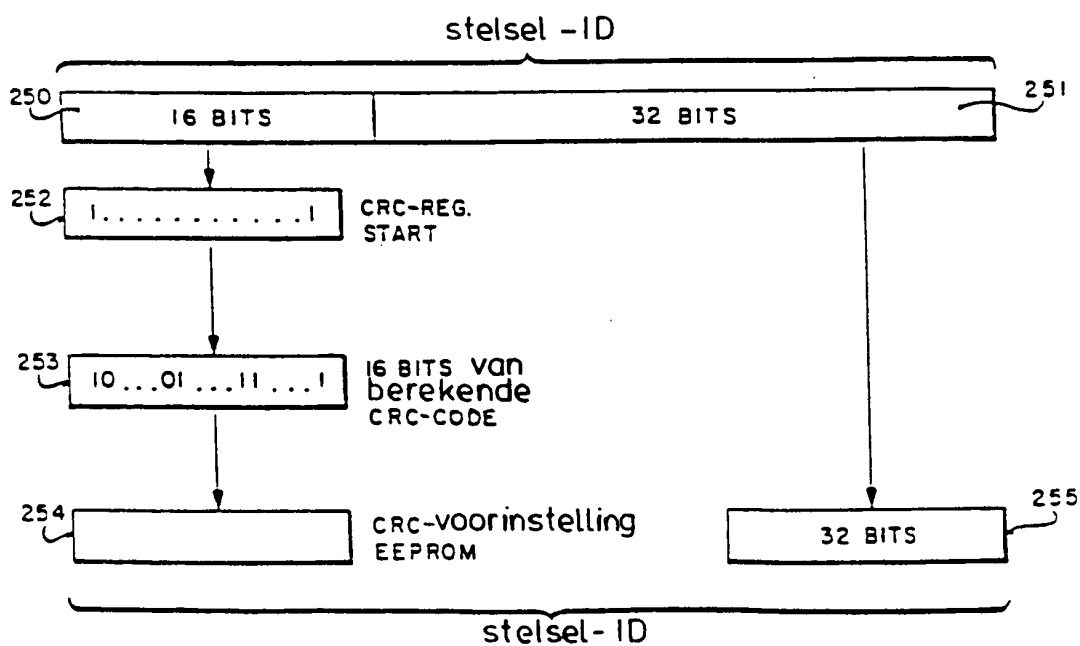 stelsel -ID
250 16 BITS 32 BITS 251
252 1............1 CRC-REG.
START
253 10...01...11...1 16 BITS van
berekende
CRC-CODE
254 CRC-voorinstelling
EEPROM
32 BITS 255
stelsel-ID